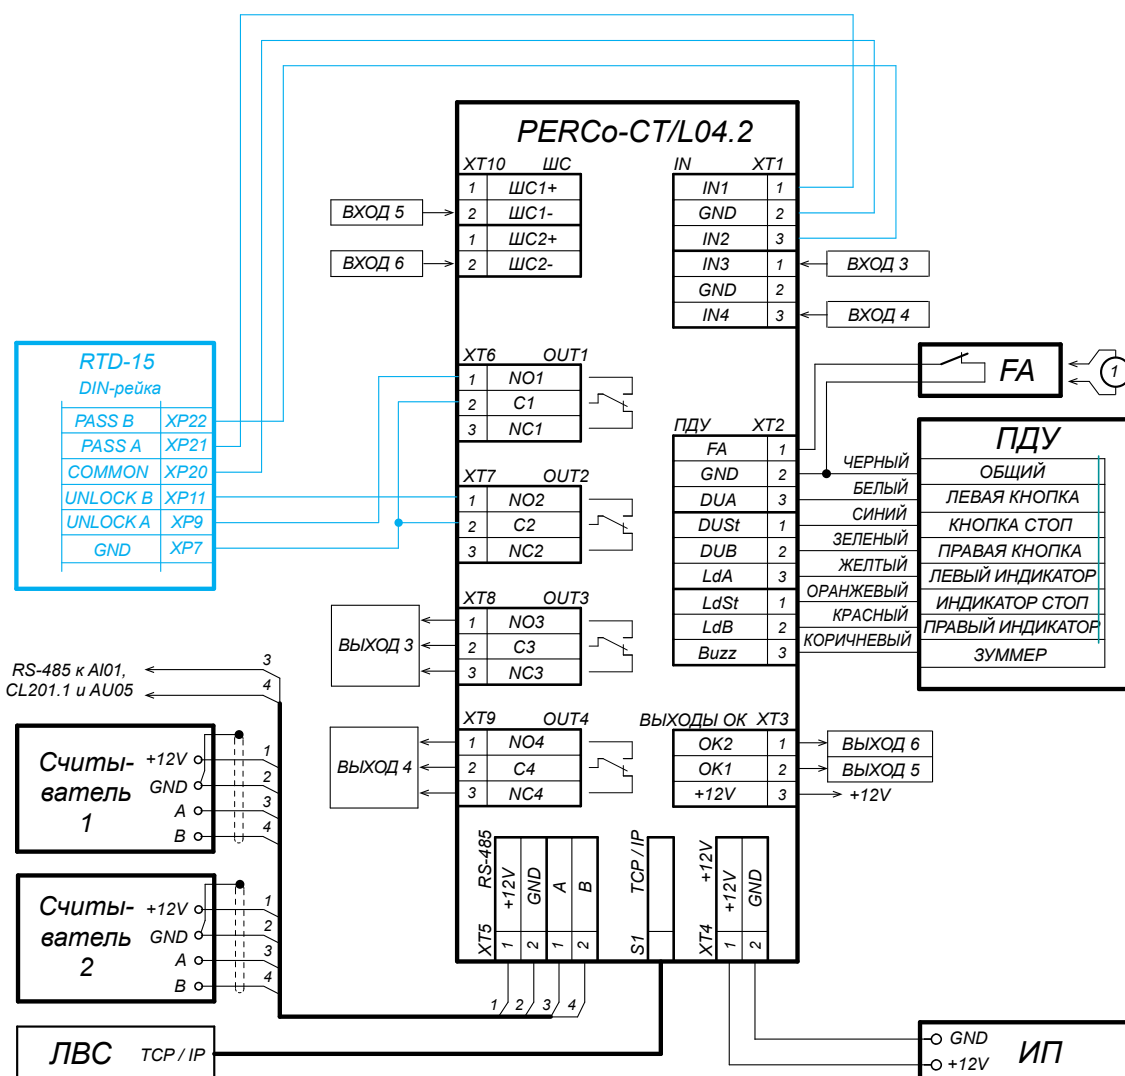 PERCo-CT/L04.2
XT10 ШС
1 ШС1+
2 ШС1-
1 ШС2+
2 ШС2-
ВХОД 5
ВХОД 6
IN XT1
IN1 1
GND 2
IN2 3
IN3 1
GND 2
IN4 3
ВХОД 3
ВХОД 4
RTD-15
DIN-рейка
PASS B XP22
PASS A XP21
COMMON XP20
UNLOCK B XP11
UNLOCK A XP9
GND XP7
XT6 OUT1
1 NO1
2 C1
3 NC1
XT7 OUT2
1 NO2
2 C2
3 NC2
XT8 OUT3
1 NO3
2 C3
3 NC3
ВЫХОД 3
XT9 OUT4
1 NO4
2 C4
3 NC4
ВЫХОД 4
FA
1
ПДУ XT2
FA 1
GND 2
DUA 3
DUSt 1
DUB 2
LdA 3
LdSt 1
LdB 2
Buzz 3
ЧЕРНЫЙ
БЕЛЫЙ
СИНИЙ
ЗЕЛЕНЫЙ
ЖЕЛТЫЙ
ОРАНЖЕВЫЙ
КРАСНЫЙ
КОРИЧНЕВЫЙ
ПДУ
ОБЩИЙ
ЛЕВАЯ КНОПКА
КНОПКА СТОП
ПРАВАЯ КНОПКА
ЛЕВЫЙ ИНДИКАТОР
ИНДИКАТОР СТОП
ПРАВЫЙ ИНДИКАТОР
ЗУММЕР
ВЫХОДЫ ОК XT3
OK2 1
OK1 2
+12V 3
ВЫХОД 6
ВЫХОД 5
+12V
RS-485 к AI01,
CL201.1 и AU05
3
4
Считы-
ватель
1
+12V 1
GND 2
A 3
B 4
Считы-
ватель
2
+12V 1
GND 2
A 3
B 4
RS-485
XT5
+12V 1
GND 2
A 1
B 2
1 2 3 4
TCP / IP
S1
+12V
XT4
+12V 1
GND 2
ЛВС TCP / IP
GND
+12V
ИП